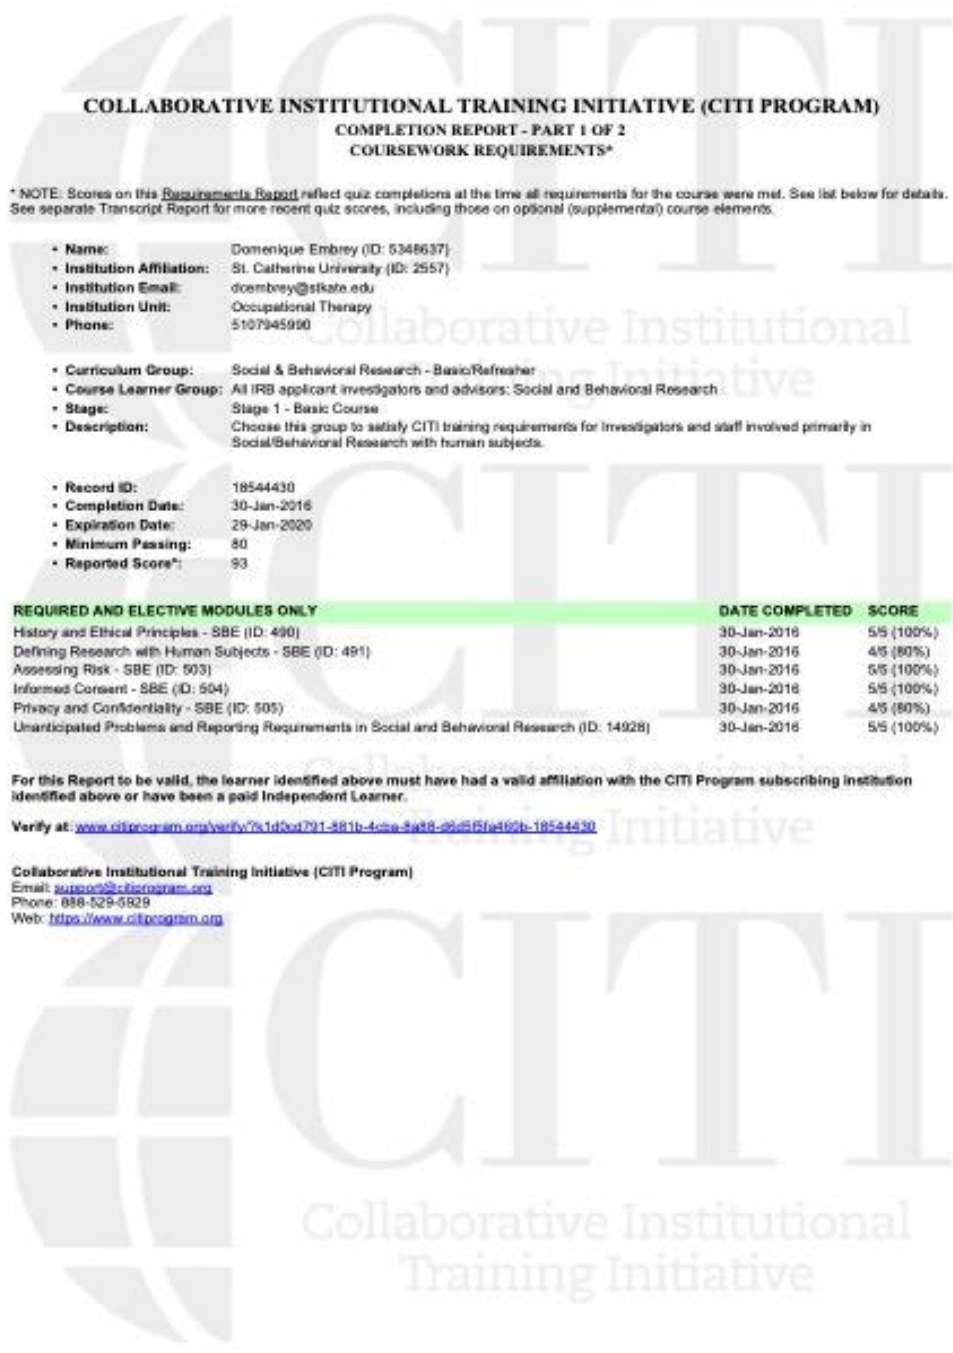 COLLABORATIVE INSTITUTIONAL TRAINING INITIATIVE (CITI PROGRAM)
COMPLETION REPORT - PART 1 OF 2
COURSEWORK REQUIREMENTS*
* NOTE: Scores on this Requirements Report reflect quiz completions at the time all requirements for the course were met. See list below for details.
See separate Transcript Report for more recent quiz scores, including those on optional (supplemental) course elements.
• Name: Domenique Embrey (ID: 5348637)
• Institution Affiliation: St. Catherine University (ID: 2557)
• Institution Email: dcembrey@stkate.edu
• Institution Unit: Occupational Therapy
• Phone: 5107945990
• Curriculum Group: Social & Behavioral Research - Basic/Refresher
• Course Learner Group: All IRB applicant investigators and advisors: Social and Behavioral Research
• Stage: Stage 1 - Basic Course
• Description: Choose this group to satisfy CITI training requirements for Investigators and staff involved primarily in
Social/Behavioral Research with human subjects.
• Record ID: 18544430
• Completion Date: 30-Jan-2016
• Expiration Date: 29-Jan-2020
• Minimum Passing: 80
• Reported Score*: 93
REQUIRED AND ELECTIVE MODULES ONLY DATE COMPLETED SCORE
History and Ethical Principles - SBE (ID: 490) 30-Jan-2016 5/5 (100%)
Defining Research with Human Subjects - SBE (ID: 491) 30-Jan-2016 4/5 (80%)
Assessing Risk - SBE (ID: 503) 30-Jan-2016 5/5 (100%)
Informed Consent - SBE (ID: 504) 30-Jan-2016 5/5 (100%)
Privacy and Confidentiality - SBE (ID: 505) 30-Jan-2016 4/5 (80%)
Unanticipated Problems and Reporting Requirements in Social and Behavioral Research (ID: 14928) 30-Jan-2016 5/5 (100%)
For this Report to be valid, the learner identified above must have had a valid affiliation with the CITI Program subscribing institution
identified above or have been a paid Independent Learner.
Verify at:
Collaborative Institutional Training Initiative (CITI Program)
Email: support@citiprogram.org
Phone: 888-529-5929
Web: https://www.citiprogram.org
CITI
Collaborative Institutional
Training Initiative
CITI
Collaborative Institutional
Training Initiative
CITI
Collaborative Institutional
Training Initiative